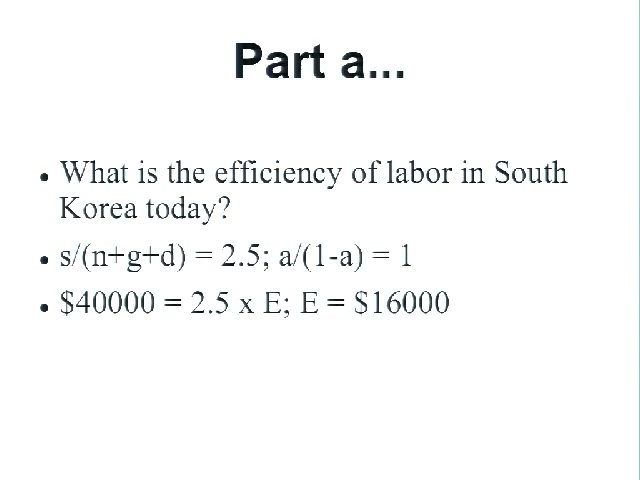 Part a...
• What is the efficiency of labor in South
Korea today?
• s/(n+g+d) = 2.5; a/(1-a) = 1
• $40000 = 2.5 x E; E = $16000